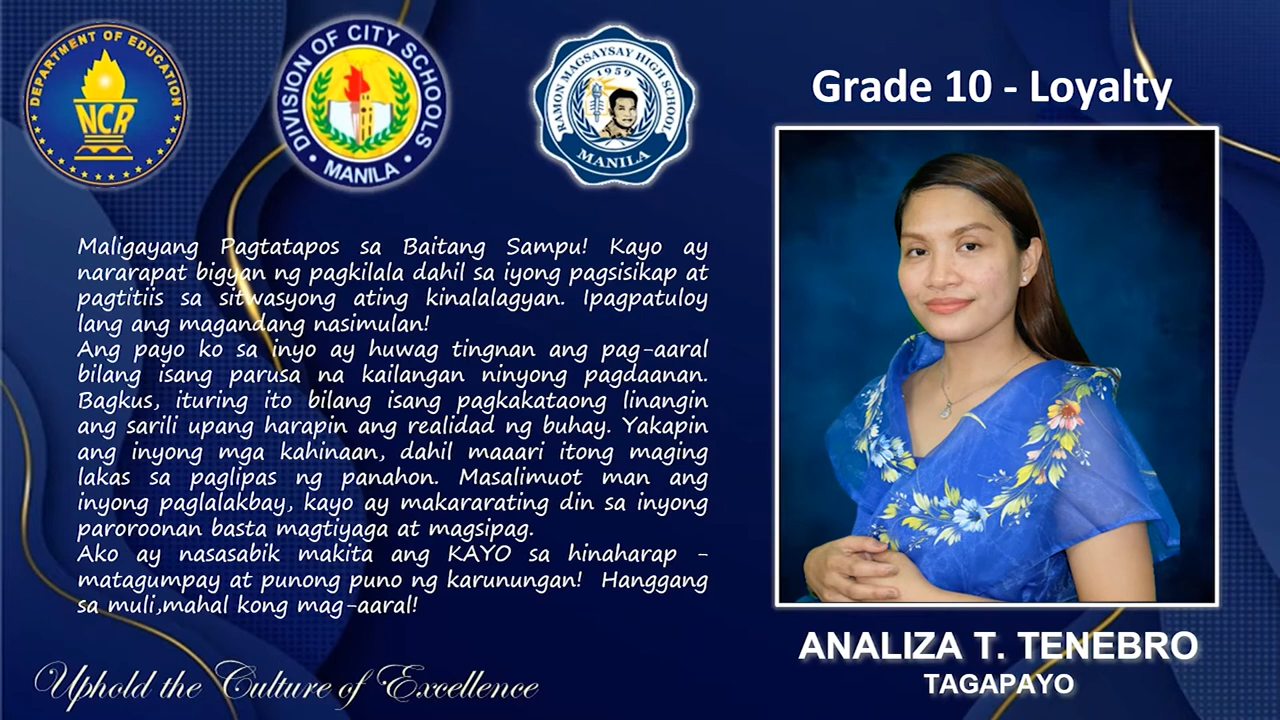 DEPARTMENT OF EDUCATION
NCR
DIVISION OF CITY SCHOOLS
MANILA
RAMON MAGSAYSAY HIGH SCHOOL
1959
MANILA
Grade 10 - Loyalty
Maligayang Pagtatapos sa Baitang Sampu! Kayo ay
nararapat bigyan ng pagkilala dahil sa iyong pagsisikap at
pagtitiis sa sitwasyong ating kinalalagyan. Ipagpatuloy
lang ang magandang nasimulan!
Ang payo ko sa inyo ay huwag tingnan ang pag-aaral
bilang isang parusa na kailangan ninyong pagdaanan.
Bagkus, ituring ito bilang isang pagkakataong linangin
ang sarili upang harapin ang realidad ng buhay. Yakapin
ang inyong mga kahinaan, dahil maaari itong maging
lakas sa paglipas ng panahon. Masalimuot man ang
inyong paglalakbay, kayo ay makararating din sa inyong
paroroonan basta magtiyaga at magsipag.
Ako ay nasasabik makita ang KAYO sa hinaharap -
matagumpay at punong puno ng karunungan! Hanggang
sa muli,mahal kong mag-aaral!
ANALIZA T. TENEBRO
TAGAPAYO
Uphold the Culture of Excellence